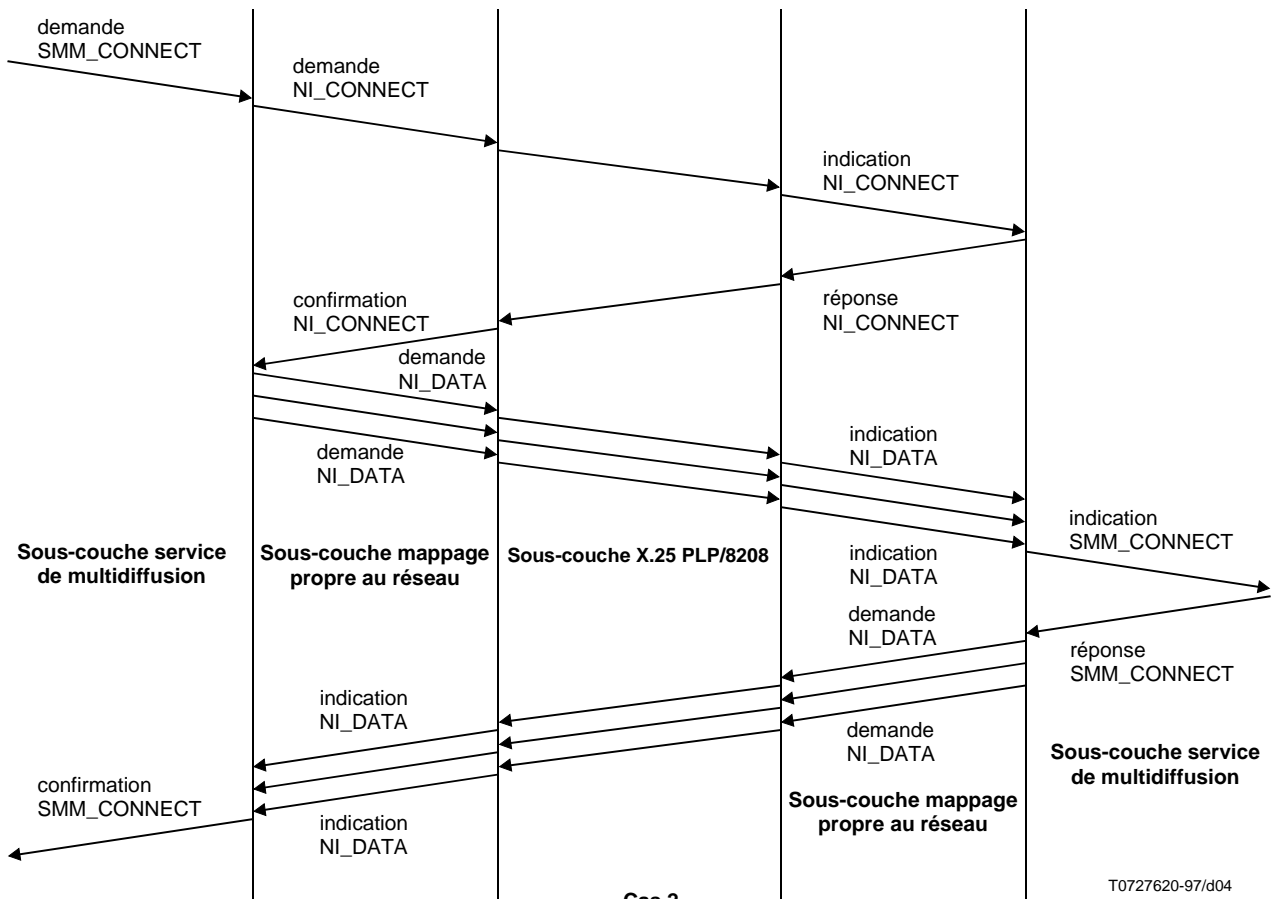 demande
SMM_CONNECT
demande
NI_CONNECT
indication
NI_CONNECT
confirmation
NI_CONNECT
réponse
NI_CONNECT
demande
NI_DATA
demande
NI_DATA
indication
NI_DATA
indication
SMM_CONNECT
Sous-couche service
de multidiffusion
Sous-couche mappage
propre au réseau
Sous-couche X.25 PLP/8208
indication
NI_DATA
demande
NI_DATA
réponse
SMM_CONNECT
indication
NI_DATA
demande
NI_DATA
Sous-couche service
de multidiffusion
confirmation
SMM_CONNECT
indication
NI_DATA
Sous-couche mappage
propre au réseau
T0727620-97/d04